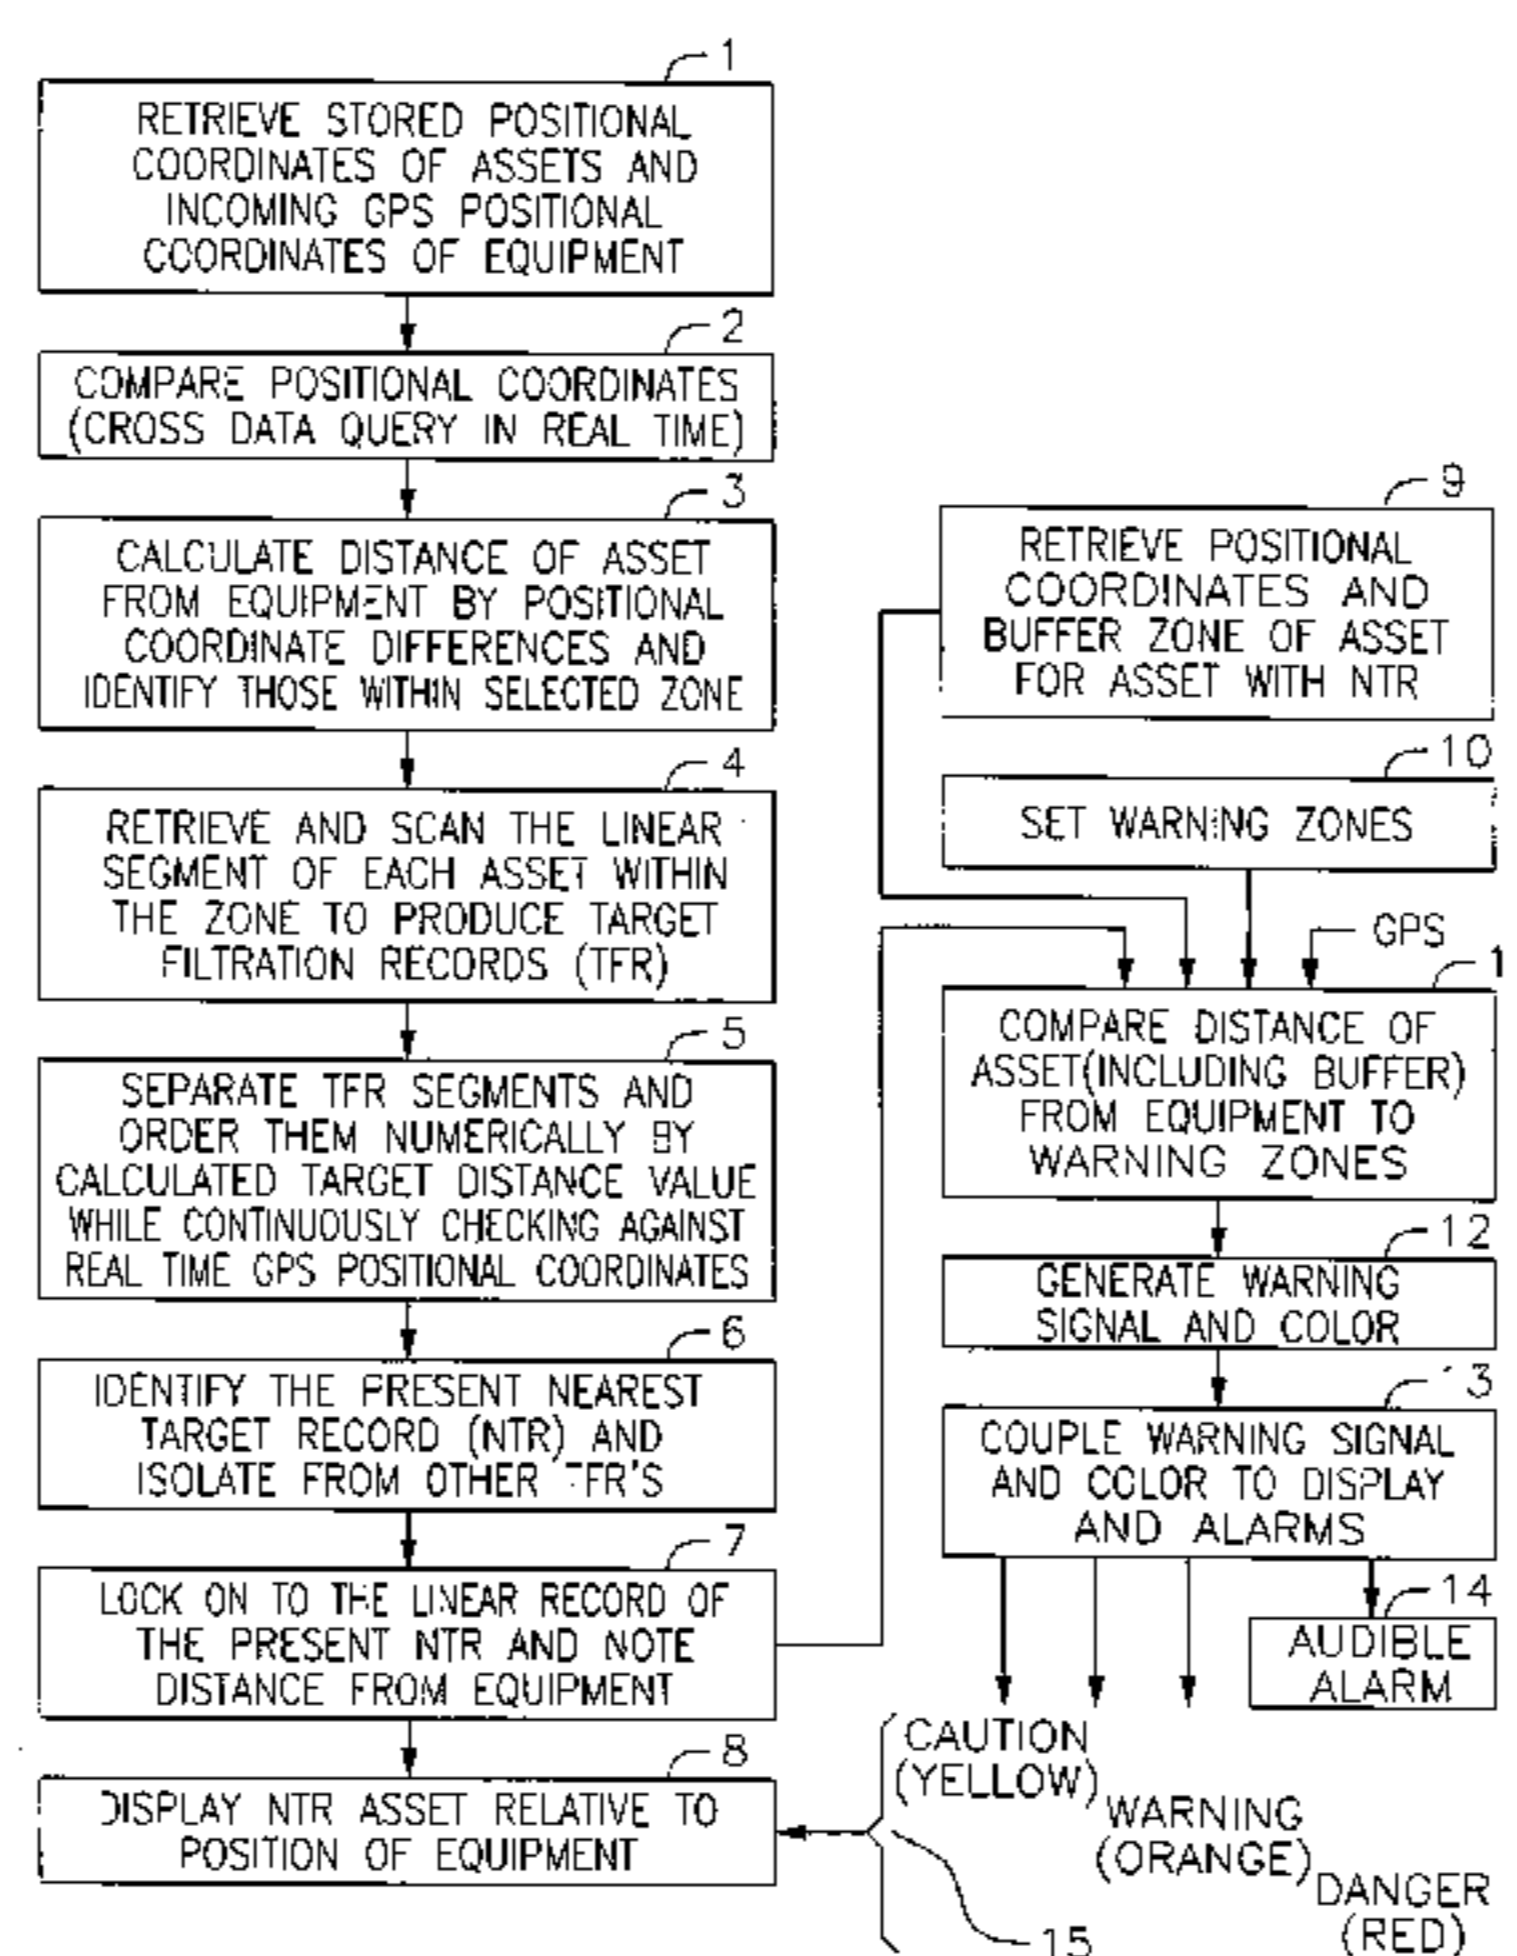 1
RETRIEVE STORED POSITIONAL
COORDINATES OF ASSETS AND
INCOMING GPS POSITIONAL
COORDINATES OF EQUIPMENT
2
COMPARE POSITIONAL COORDINATES
(CROSS DATA QUERY IN REAL TIME)
3
CALCULATE DISTANCE OF ASSET
FROM EQUIPMENT BY POSITIONAL
COORDINATE DIFFERENCES AND
IDENTIFY THOSE WITHIN SELECTED ZONE
4
RETRIEVE AND SCAN THE LINEAR
SEGMENT OF EACH ASSET WITHIN
THE ZONE TO PRODUCE TARGET
FILTRATION RECORDS (TFR)
5
SEPARATE TFR SEGMENTS AND
ORDER THEM NUMERICALLY BY
CALCULATED TARGET DISTANCE VALUE
WHILE CONTINUOUSLY CHECKING AGAINST
REAL TIME GPS POSITIONAL COORDINATES
6
IDENTIFY THE PRESENT NEAREST
TARGET RECORD (NTR) AND
ISOLATE FROM OTHER TFR'S
7
LOCK ON TO THE LINEAR RECORD OF
THE PRESENT NTR AND NOTE
DISTANCE FROM EQUIPMENT
8
DISPLAY NTR ASSET RELATIVE TO
POSITION OF EQUIPMENT
9
RETRIEVE POSITIONAL
COORDINATES AND
BUFFER ZONE OF ASSET
FOR ASSET WITH NTR
10
SET WARNING ZONES
GPS
1
COMPARE DISTANCE OF
ASSET(INCLUDING BUFFER)
FROM EQUIPMENT TO
WARNING ZONES
12
GENERATE WARNING
SIGNAL AND COLOR
13
COUPLE WARNING SIGNAL
AND COLOR TO DISPLAY
AND ALARMS
14
AUDIBLE
ALARM
CAUTION
(YELLOW)
WARNING
(ORANGE)
DANGER
(RED)
15